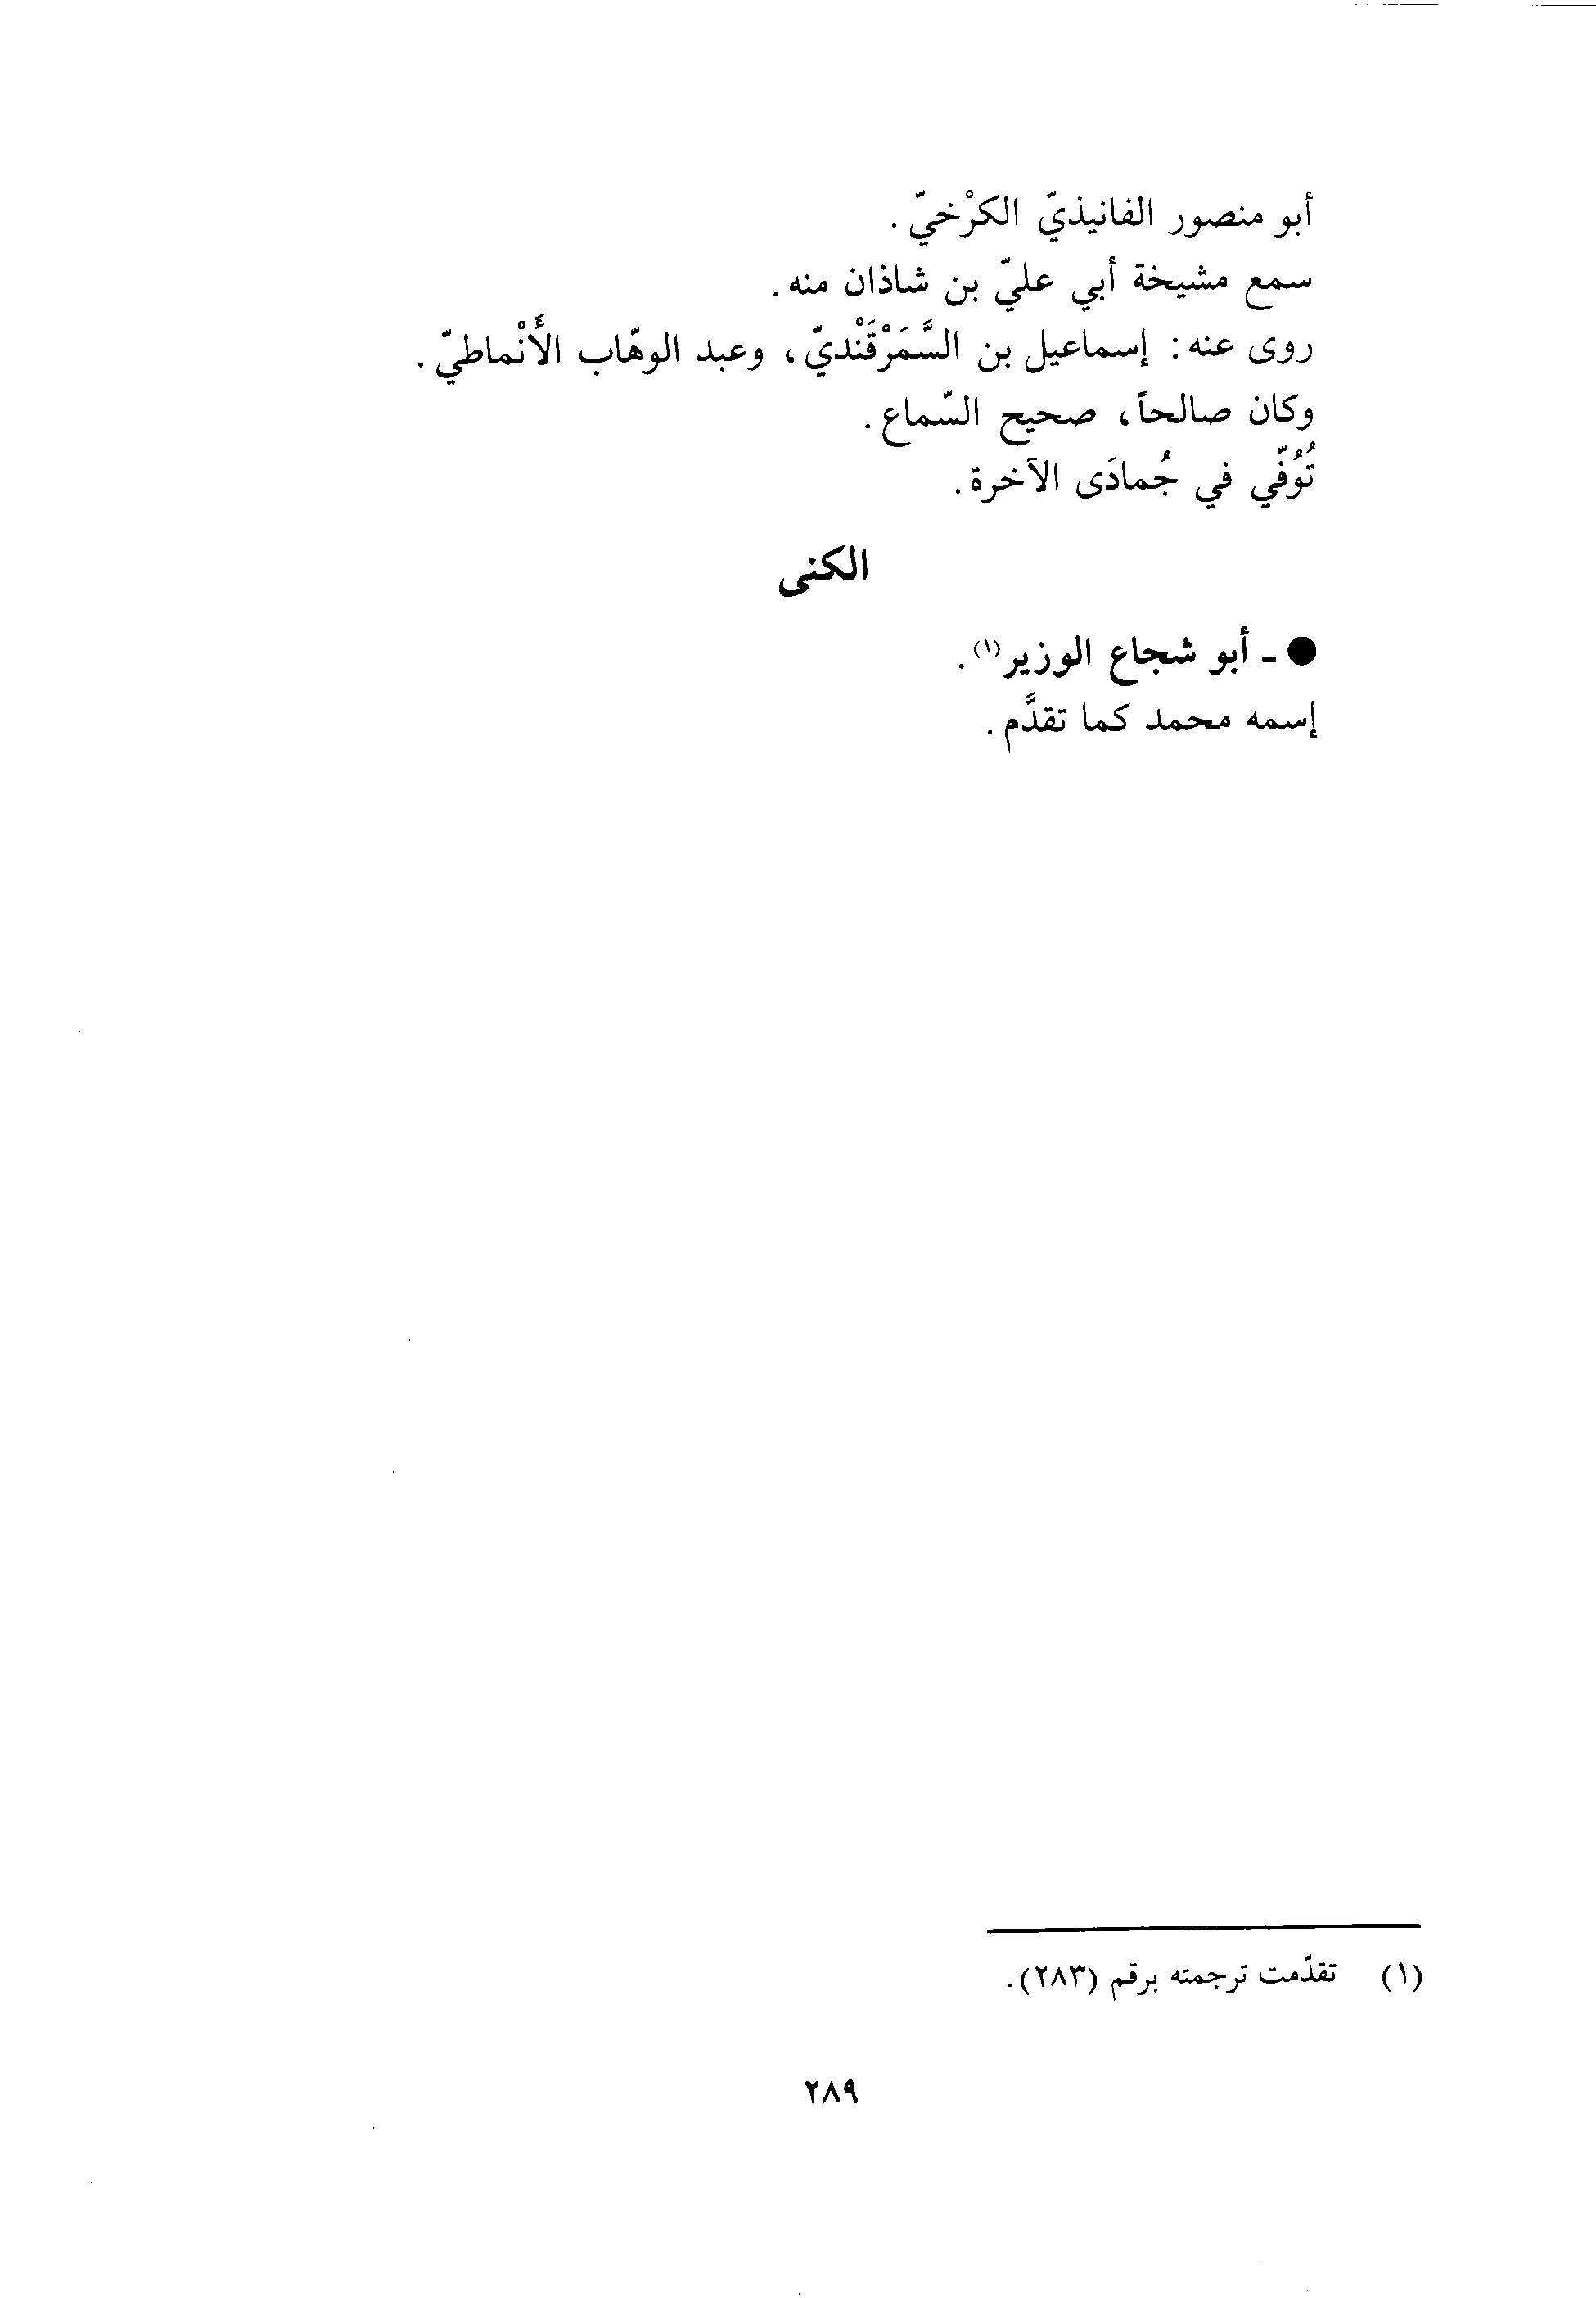 أبو منصور الفانيذيّ الكرْخيّ.
سمع مشيخة أبي عليّ بن شاذان منه.
روى عنه: إسماعيل بن السَّمَرْقَنْديّ، وعبد الوهّاب الأَنْماطيّ.
وكان صالحاً، صحيح السّماع.
تُوُفّي في جُمادَى الآخرة.
الكنى
● ـ أبو شجاع الوزير(١).
إسمه محمد كما تقدَّم.
(١) تقدّمت ترجمته برقم (٢٨٣).
٢٨٩